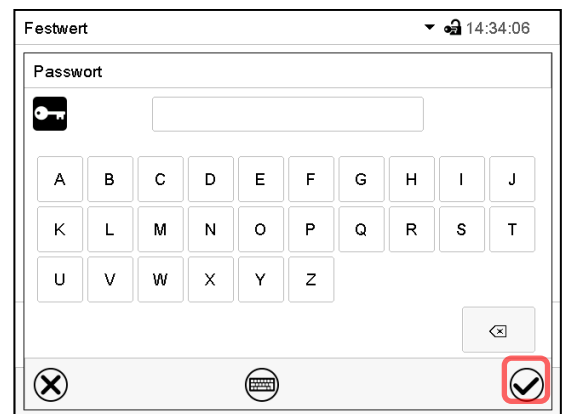 Festwert 14:34:06
Passwort
A B C D E F G H I J
K L M N O P Q R S T
U V W X Y Z